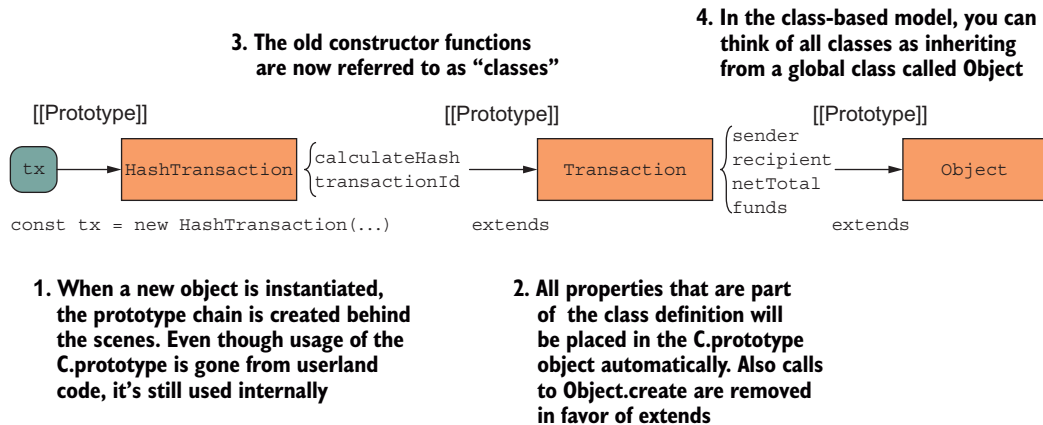 4. In the class-based model, you can
think of all classes as inheriting
from a global class called Object
3. The old constructor functions
are now referred to as “classes”
[[Prototype]]
[[Prototype]]
[[Prototype]]
tx
HashTransaction
calculateHash
transactionId
Transaction
sender
recipient
netTotal
funds
Object
const tx = new HashTransaction(...)
extends
extends
1. When a new object is instantiated,
the prototype chain is created behind
the scenes. Even though usage of the
C.prototype is gone from userland
code, it’s still used internally
2. All properties that are part
of the class definition will
be placed in the C.prototype
object automatically. Also calls
to Object.create are removed
in favor of extends